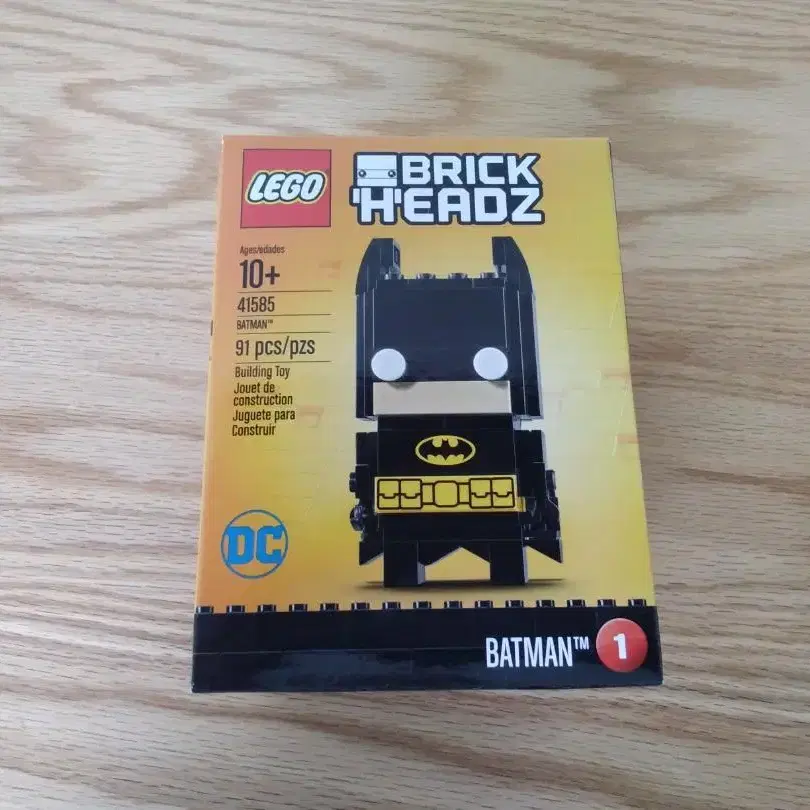 LEGO
BRICK
HEADZ
Ages/edades
10+
41585
BATMAN™
91 pcs/pzs
Building Toy
Jouet de
construction
Juguete para
Construir
DC
BATMAN™ 1